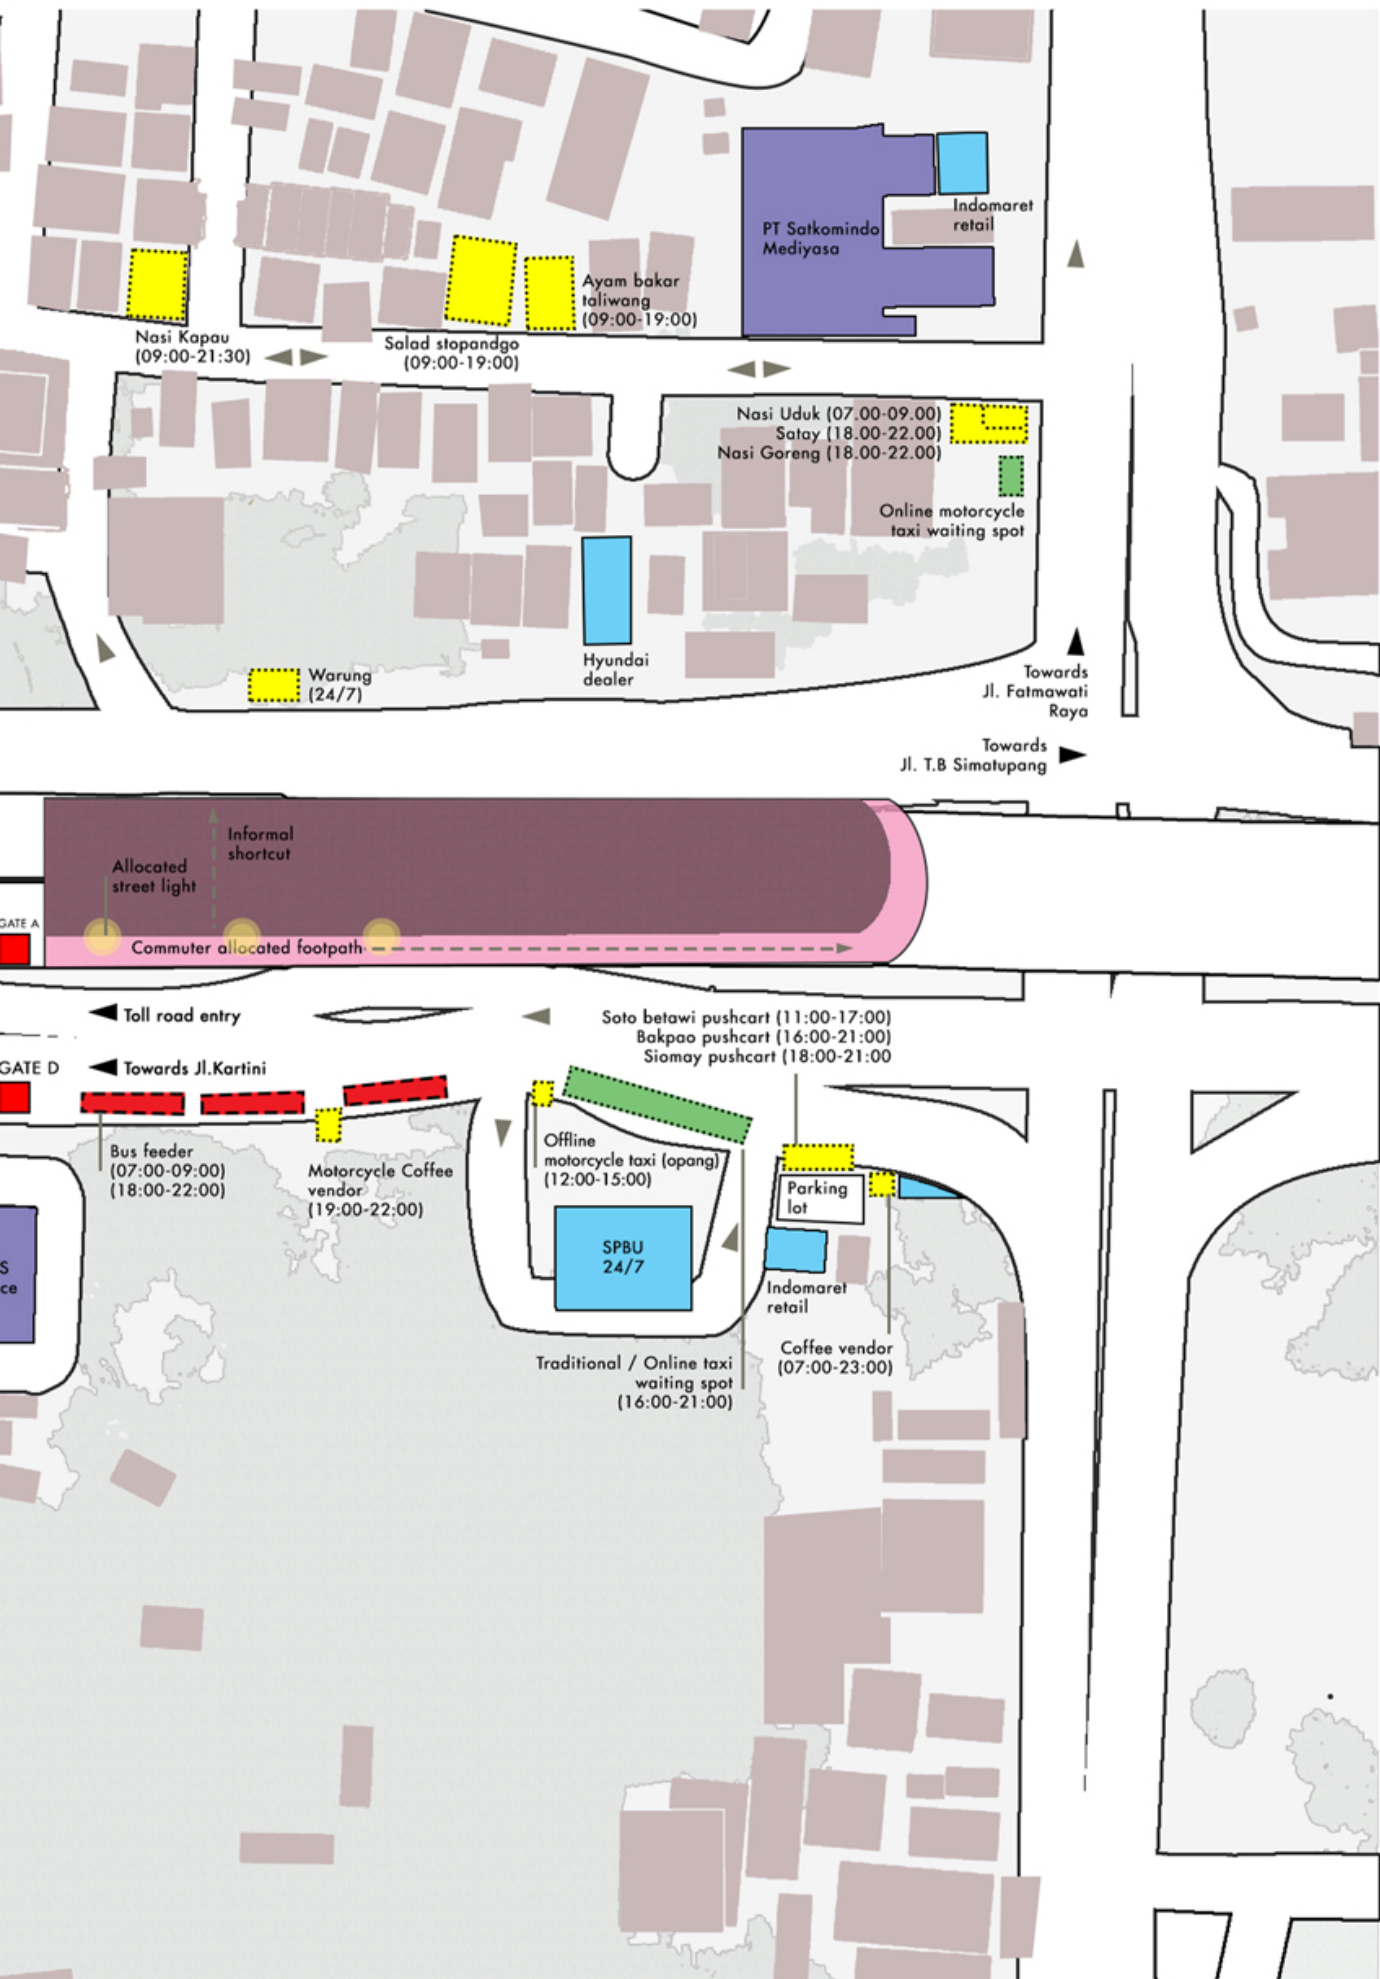 Indomaret
retail
PT Satkomindo
Mediyasa
Ayam bakar
taliwang
(09:00-19:00)
Nasi Kapau
(09:00-21:30)
Salad stopandgo
(09:00-19:00)
Nasi Uduk (07.00-09.00)
Satay (18.00-22.00)
Nasi Goreng (18.00-22.00)
Online motorcycle
taxi waiting spot
Hyundai
dealer
Warung
(24/7)
Towards
Jl. Fatmawati
Raya
Towards
Jl. T.B Simatupang
Informal
shortcut
Allocated
street light
GATE A
Commuter allocated footpath
Toll road entry
Soto betawi pushcart (11:00-17:00)
Bakpao pushcart (16:00-21:00)
Siomay pushcart (18:00-21:00
GATE D
Towards Jl.Kartini
Bus feeder
(07:00-09:00)
(18:00-22:00)
Motorcycle Coffee
vendor
(19:00-22:00)
Offline
motorcycle taxi (opang)
(12:00-15:00)
Parking
lot
SPBU
24/7
S
ce
Indomaret
retail
Coffee vendor
(07:00-23:00)
Traditional / Online taxi
waiting spot
(16:00-21:00)